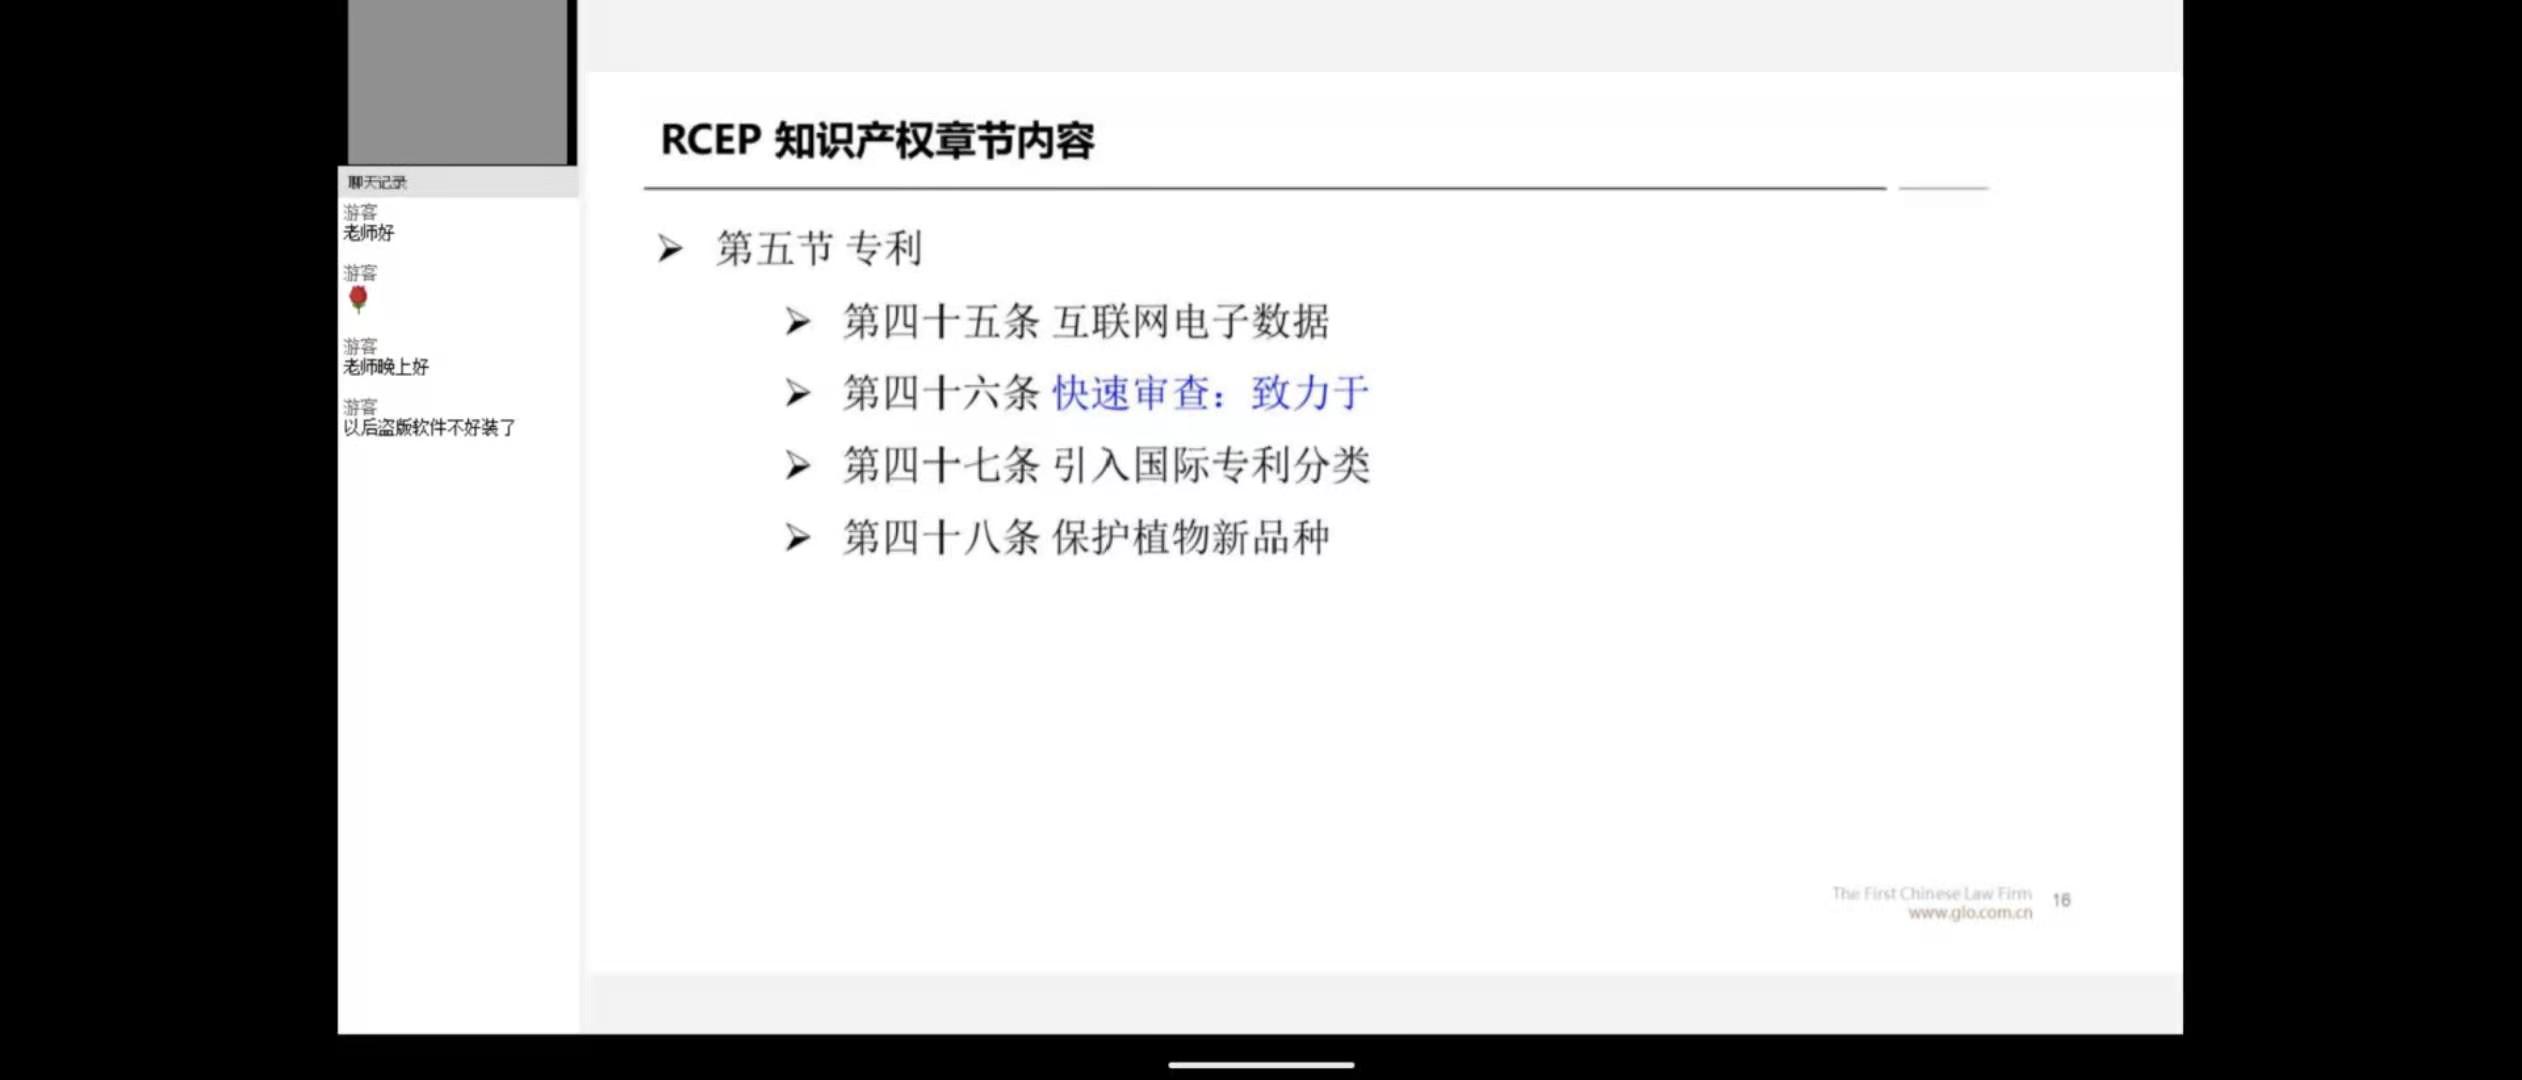 聊天记录
游客
老师好
游客
游客
老师晚上好
游客
以后盗版软件不好装了
RCEP 知识产权章节内容
第五节 专利
第四十五条 互联网电子数据
第四十六条 快速审查：致力于
第四十七条 引入国际专利分类
第四十八条 保护植物新品种
The First Chinese Law Firm
www.glo.com.cn
16